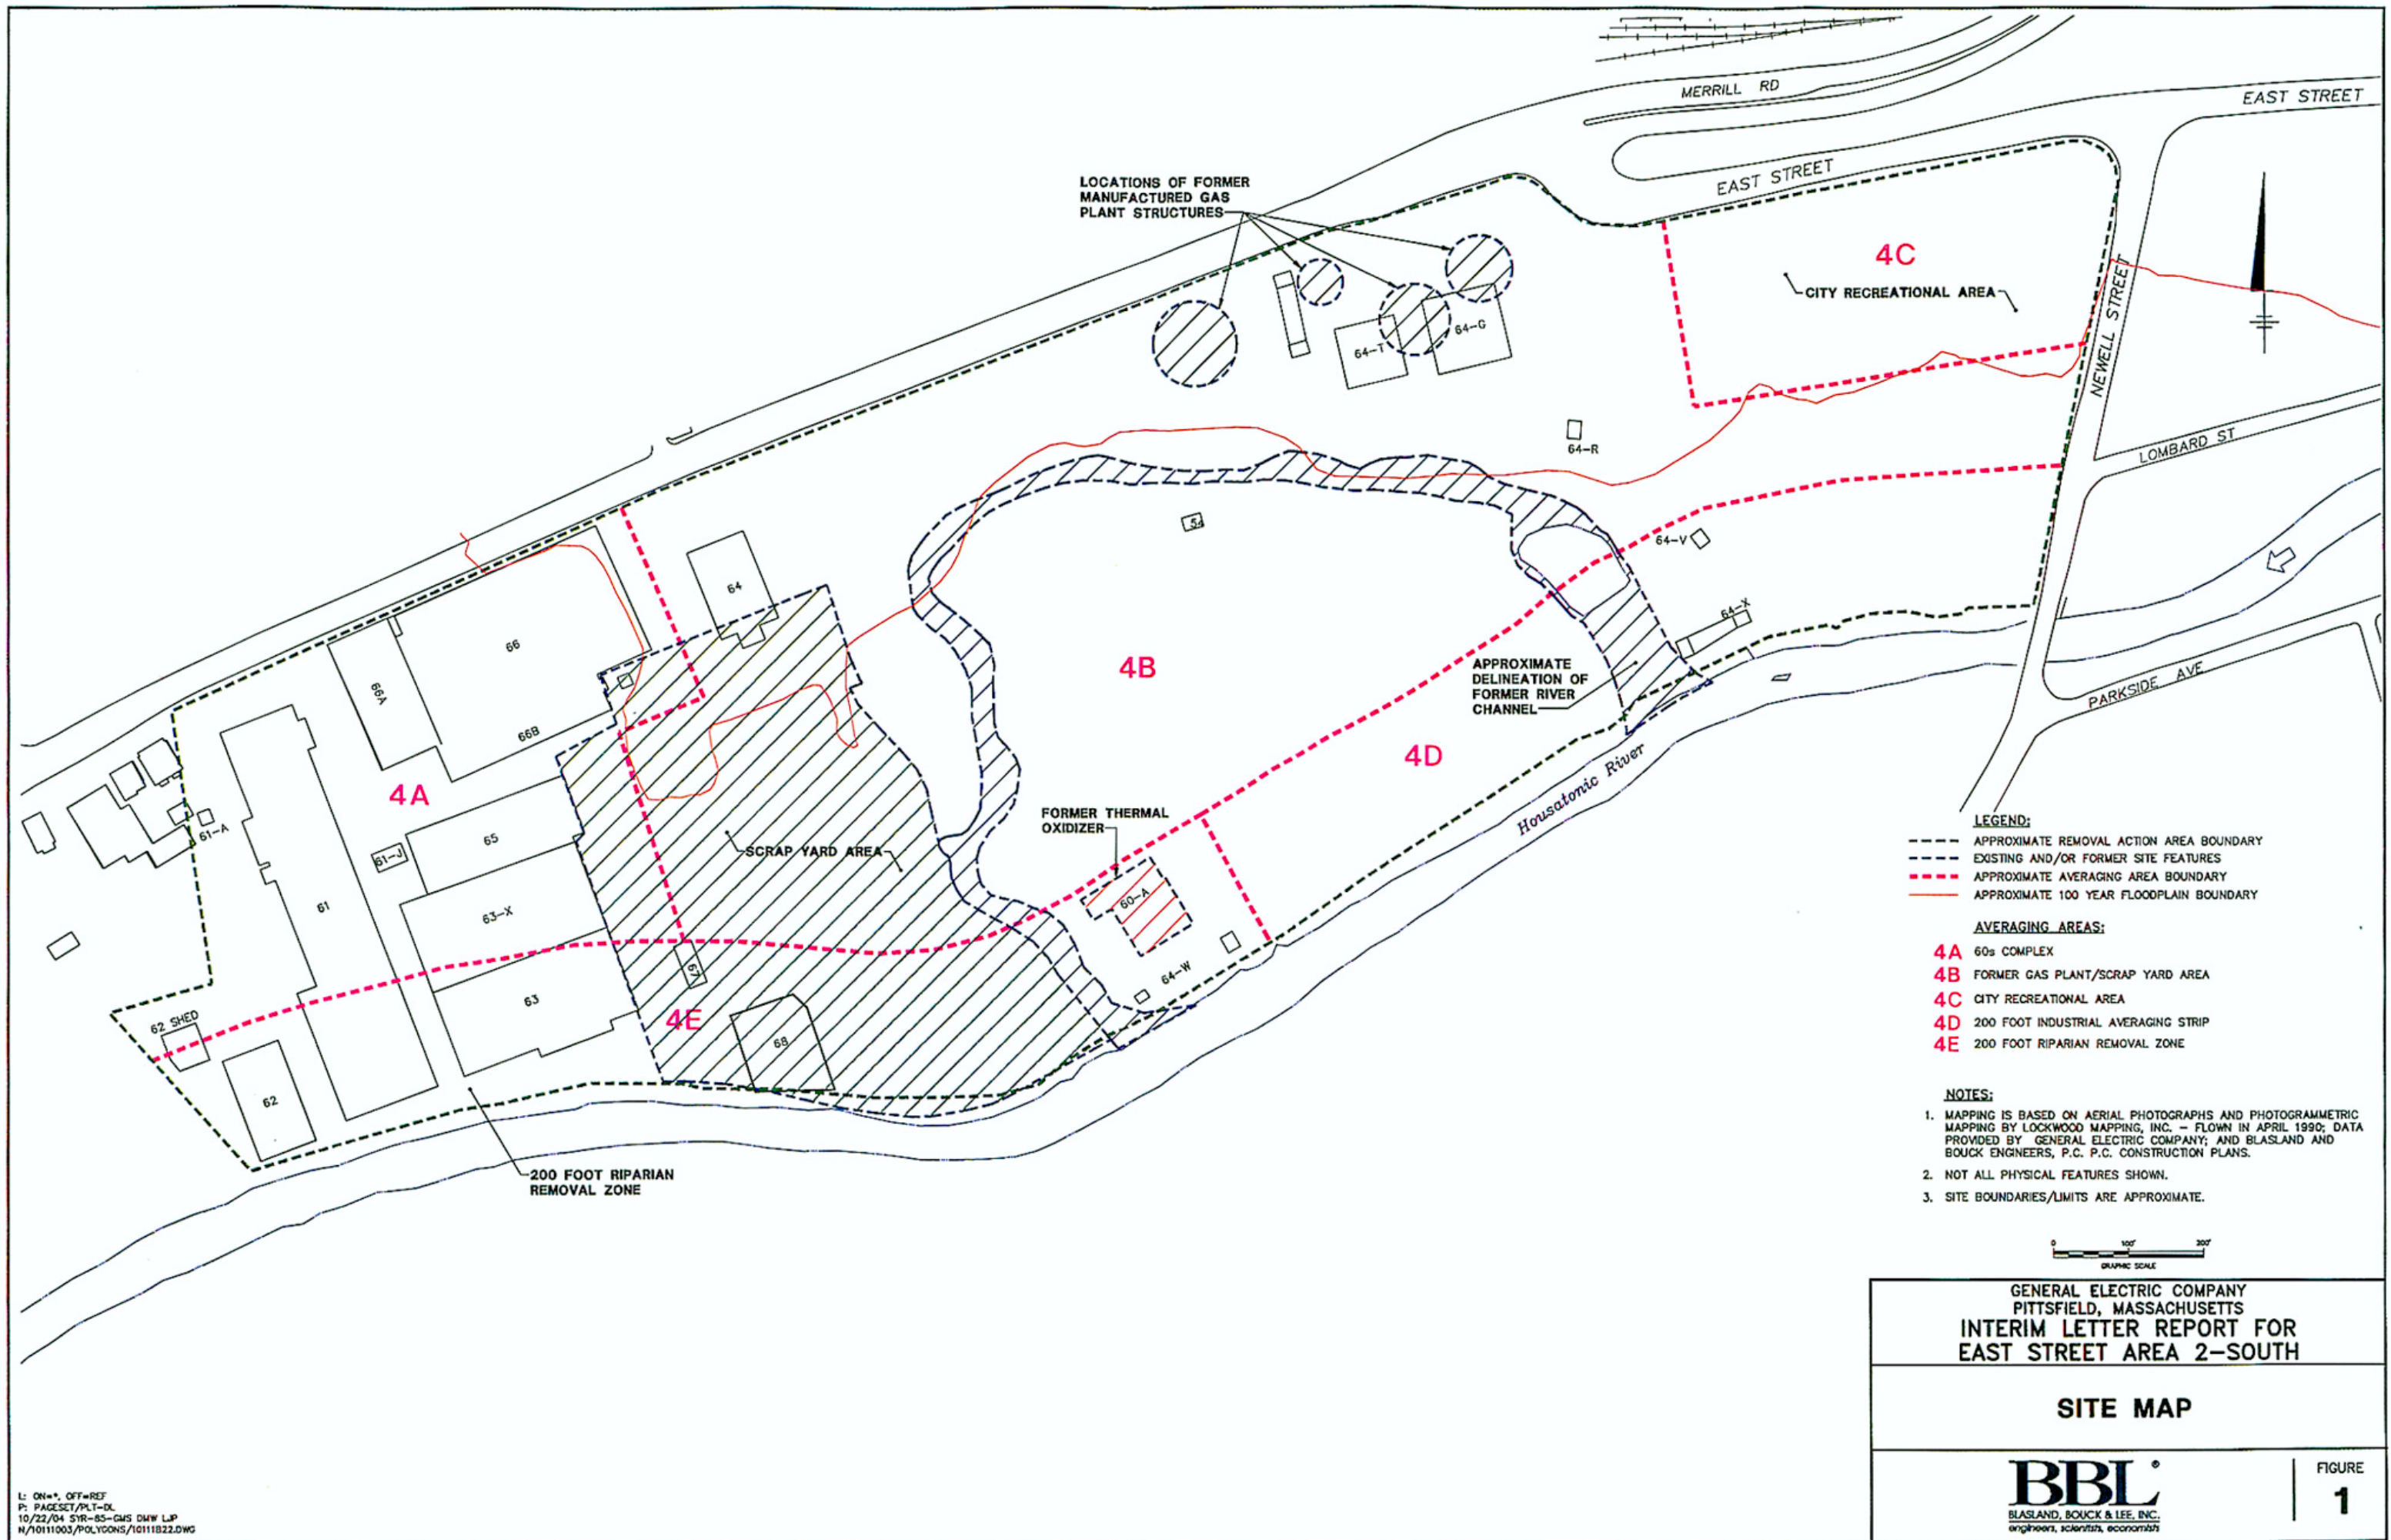 MERRILL RD
EAST STREET
EAST STREET
LOCATIONS OF FORMER
MANUFACTURED GAS
PLANT STRUCTURES
4C
CITY RECREATIONAL AREA
NEWELL STREET
64-T
64-G
64-R
LOMBARD ST
54
64-V
64
64-X
66
66A
66B
4B
APPROXIMATE
DELINEATION OF
FORMER RIVER
CHANNEL
PARKSIDE AVE
4D
4A
Housatonic River
61-A
FORMER THERMAL
OXIDIZER
65
61-J
SCRAP YARD AREA
60-A
61
63-X
67
64-W
63
62 SHED
4E
68
62
200 FOOT RIPARIAN
REMOVAL ZONE
LEGEND:
APPROXIMATE REMOVAL ACTION AREA BOUNDARY
EXISTING AND/OR FORMER SITE FEATURES
APPROXIMATE AVERAGING AREA BOUNDARY
APPROXIMATE 100 YEAR FLOODPLAIN BOUNDARY
AVERAGING AREAS:
4A 60s COMPLEX
4B FORMER GAS PLANT/SCRAP YARD AREA
4C CITY RECREATIONAL AREA
4D 200 FOOT INDUSTRIAL AVERAGING STRIP
4E 200 FOOT RIPARIAN REMOVAL ZONE
NOTES:
1. MAPPING IS BASED ON AERIAL PHOTOGRAPHS AND PHOTOGRAMMETRIC
MAPPING BY LOCKWOOD MAPPING, INC. - FLOWN IN APRIL 1990; DATA
PROVIDED BY GENERAL ELECTRIC COMPANY; AND BLASLAND AND
BOUCK ENGINEERS, P.C. P.C. CONSTRUCTION PLANS.
2. NOT ALL PHYSICAL FEATURES SHOWN.
3. SITE BOUNDARIES/LIMITS ARE APPROXIMATE.
0 100' 200'
GRAPHIC SCALE
GENERAL ELECTRIC COMPANY
PITTSFIELD, MASSACHUSETTS
INTERIM LETTER REPORT FOR
EAST STREET AREA 2-SOUTH
SITE MAP
BBL®
BLASLAND, BOUCK & LEE, INC.
engineers, scientists, economists
FIGURE
1
L: ON=*, OFF=REF
P: PAGESET/PLT-DL
10/22/04 SYR-85-GMS DMW LJP
N/10111003/POLYGONS/10111B22.DWG